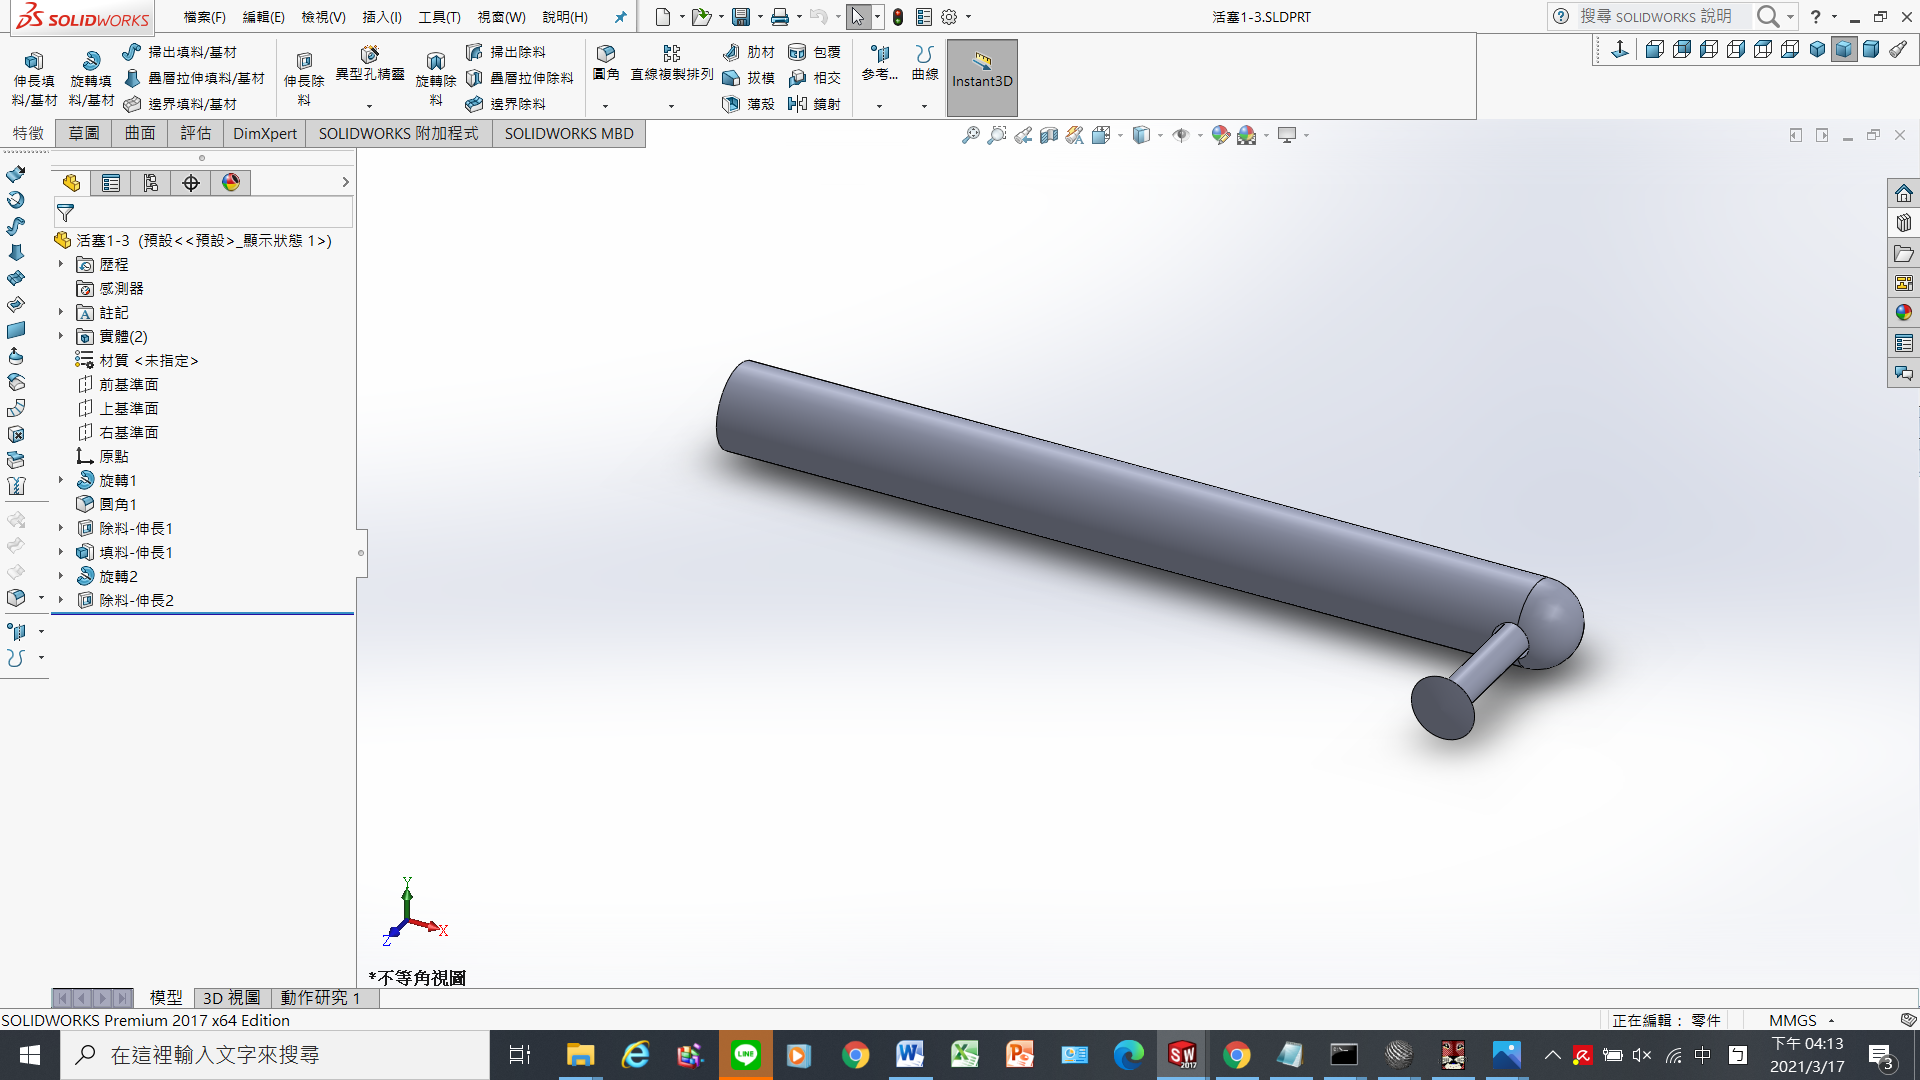 SOLIDWORKS 檔案(F) 編輯(E) 檢視(V) 插入(I) 工具(T) 視窗(W) 說明(H) 活塞1-3.SLDPRT 搜尋 SOLIDWORKS 說明
伸長填料/基材
旋轉填料/基材
掃出填料/基材
疊層拉伸填料/基材
邊界填料/基材
伸長除料
異型孔精靈
旋轉除料
掃出除料
疊層拉伸除料
邊界除料
圓角
直線複製排列
肋材
拔模
薄殼
包覆
相交
鏡射
參考...
曲線
Instant3D
特徵 草圖 曲面 評估 DimXpert SOLIDWORKS 附加程式 SOLIDWORKS MBD
活塞1-3 (預設<<預設>_顯示狀態 1>)
歷程
感測器
註記
實體(2)
材質 <未指定>
前基準面
上基準面
右基準面
原點
旋轉1
圓角1
除料-伸長1
填料-伸長1
旋轉2
除料-伸長2
Y
X
Z
*不等角視圖
模型 3D 視圖 動作研究 1
SOLIDWORKS Premium 2017 x64 Edition 正在編輯： 零件 MMGS
在這裡輸入文字來搜尋
LINE
SW
2017
中
下午 04:13
2021/3/17
3